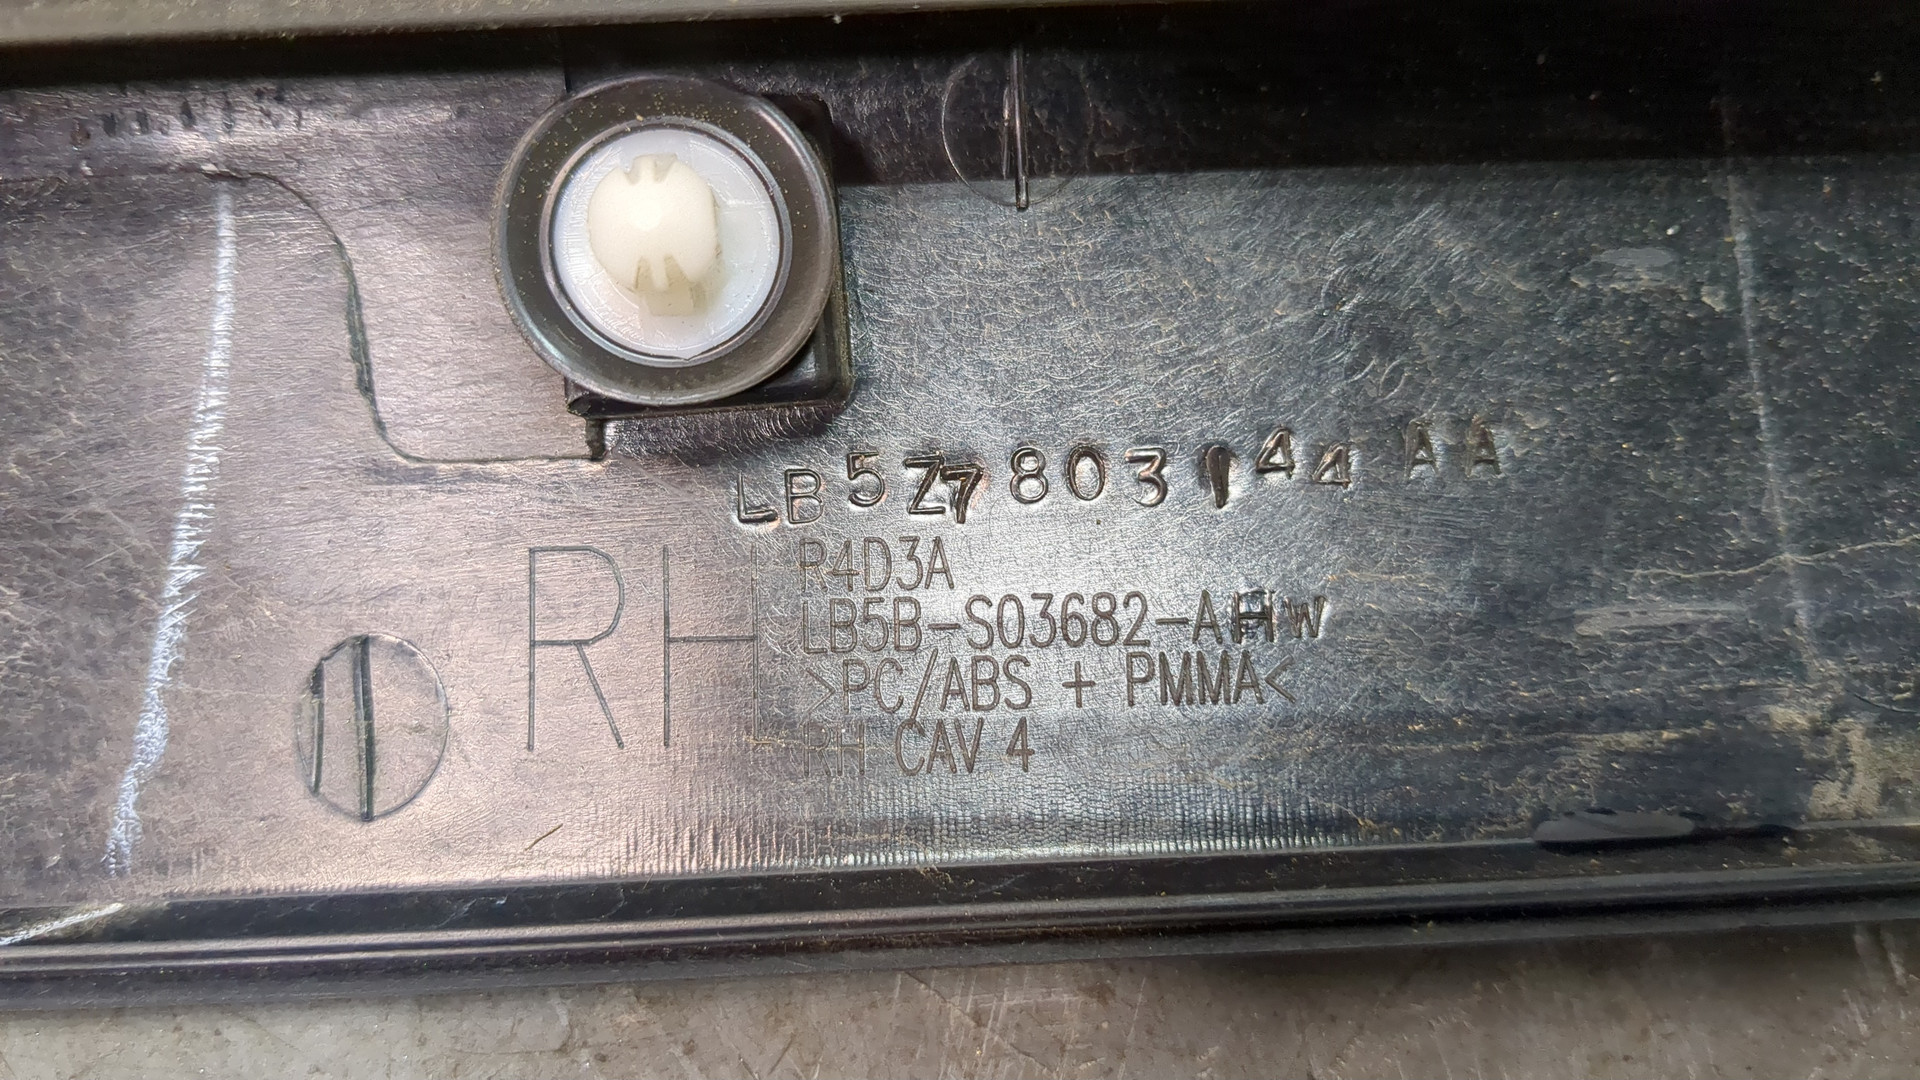 LB5Z7803144AA
RH
R4D3A
LB5B-S03682-AHW
>PC/ABS + PMMA<
RH CAV 4